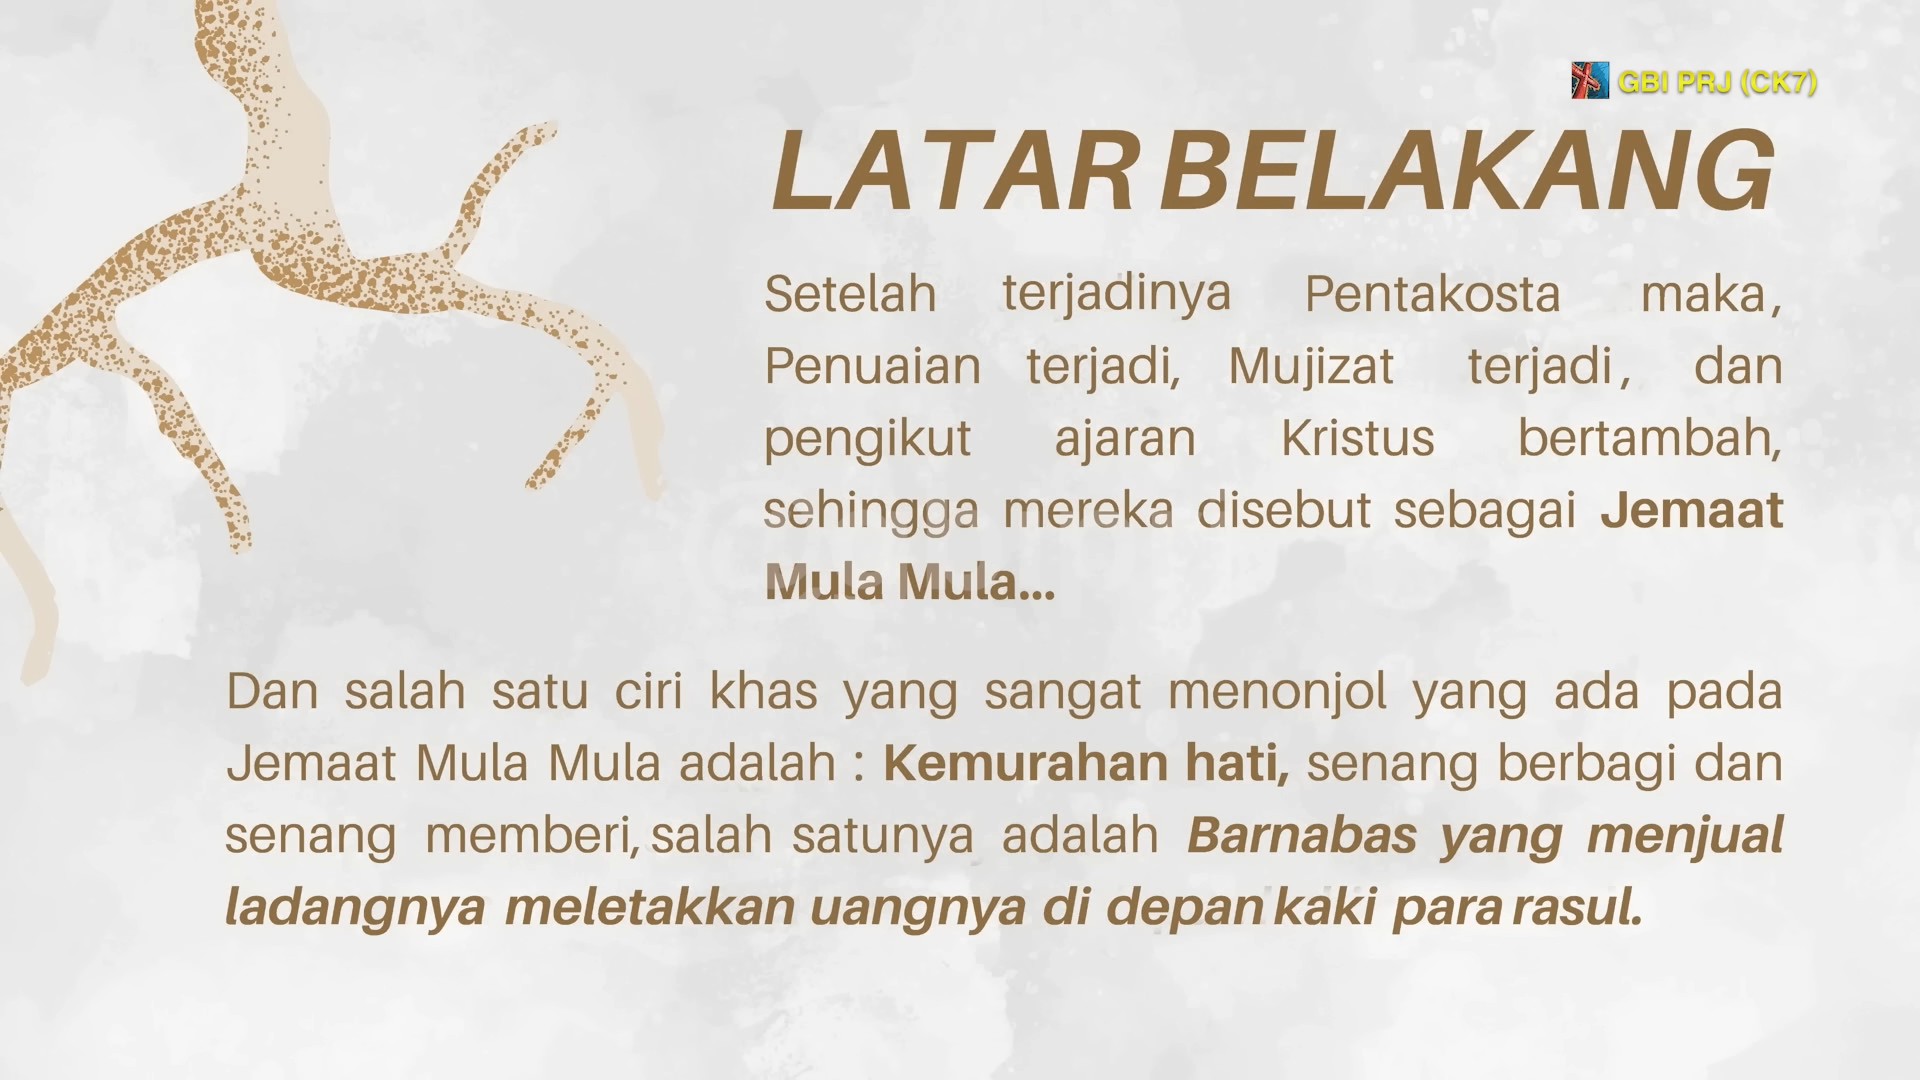 GBI PRJ (CK7)
LATAR BELAKANG
Setelah terjadinya Pentakosta maka,
Penuaian terjadi, Mujizat terjadi, dan
pengikut ajaran Kristus bertambah,
sehingga mereka disebut sebagai Jemaat
Mula Mula...
Dan salah satu ciri khas yang sangat menonjol yang ada pada
Jemaat Mula Mula adalah : Kemurahan hati, senang berbagi dan
senang memberi, salah satunya adalah Barnabas yang menjual
ladangnya meletakkan uangnya di depan kaki para rasul.